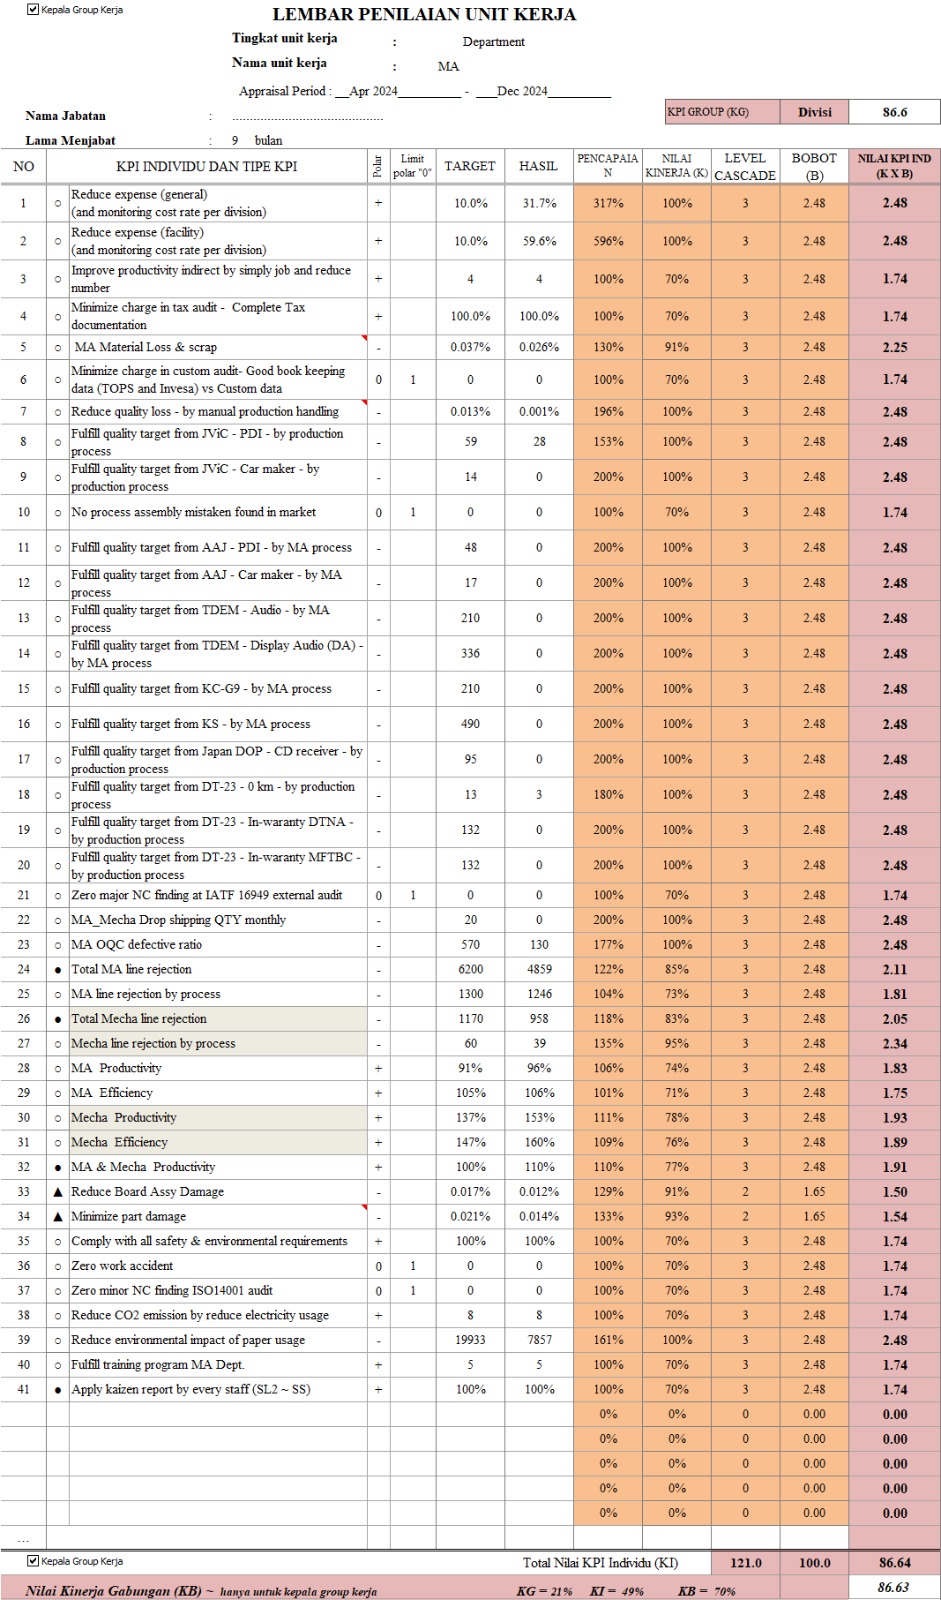 ☑ Kepala Group Kerja
LEMBAR PENILAIAN UNIT KERJA
Tingkat unit kerja : Department
Nama unit kerja : MA
Appraisal Period : __Apr 2024__________ - ___Dec 2024__________
KPI GROUP (KG) Divisi 86.6
Nama Jabatan : ...............................................
Lama Menjabat : 9 bulan
NO KPI INDIVIDU DAN TIPE KPI Polar Limit polar "0" TARGET HASIL PENCAPAIAN NILAI KINERJA (K) LEVEL CASCADE BOBOT (B) NILAI KPI IND (K X B)
1 ○ Reduce expense (general) (and monitoring cost rate per division) + 10.0% 31.7% 317% 100% 3 2.48 2.48
2 ○ Reduce expense (facility) (and monitoring cost rate per division) + 10.0% 59.6% 596% 100% 3 2.48 2.48
3 ○ Improve productivity indirect by simply job and reduce number + 4 4 100% 70% 3 2.48 1.74
4 ○ Minimize charge in tax audit - Complete Tax documentation + 100.0% 100.0% 100% 70% 3 2.48 1.74
5 ○ MA Material Loss & scrap - 0.037% 0.026% 130% 91% 3 2.48 2.25
6 ○ Minimize charge in custom audit- Good book keeping data (TOPS and Invesa) vs Custom data 0 1 0 0 100% 70% 3 2.48 1.74
7 ○ Reduce quality loss - by manual production handling - 0.013% 0.001% 196% 100% 3 2.48 2.48
8 ○ Fulfill quality target from JViC - PDI - by production process - 59 28 153% 100% 3 2.48 2.48
9 ○ Fulfill quality target from JViC - Car maker - by production process - 14 0 200% 100% 3 2.48 2.48
10 ○ No process assembly mistaken found in market 0 1 0 0 100% 70% 3 2.48 1.74
11 ○ Fulfill quality target from AAJ - PDI - by MA process - 48 0 200% 100% 3 2.48 2.48
12 ○ Fulfill quality target from AAJ - Car maker - by MA process - 17 0 200% 100% 3 2.48 2.48
13 ○ Fulfill quality target from TDEM - Audio - by MA process - 210 0 200% 100% 3 2.48 2.48
14 ○ Fulfill quality target from TDEM - Display Audio (DA) - by MA process - 336 0 200% 100% 3 2.48 2.48
15 ○ Fulfill quality target from KC-G9 - by MA process - 210 0 200% 100% 3 2.48 2.48
16 ○ Fulfill quality target from KS - by MA process - 490 0 200% 100% 3 2.48 2.48
17 ○ Fulfill quality target from Japan DOP - CD receiver - by production process - 95 0 200% 100% 3 2.48 2.48
18 ○ Fulfill quality target from DT-23 - 0 km - by production process - 13 3 180% 100% 3 2.48 2.48
19 ○ Fulfill quality target from DT-23 - In-waranty DTNA - by production process - 132 0 200% 100% 3 2.48 2.48
20 ○ Fulfill quality target from DT-23 - In-waranty MFTBC - by production process - 132 0 200% 100% 3 2.48 2.48
21 ○ Zero major NC finding at IATF 16949 external audit 0 1 0 0 100% 70% 3 2.48 1.74
22 ○ MA_Mecha Drop shipping QTY monthly - 20 0 200% 100% 3 2.48 2.48
23 ○ MA OQC defective ratio - 570 130 177% 100% 3 2.48 2.48
24 ● Total MA line rejection - 6200 4859 122% 85% 3 2.48 2.11
25 ○ MA line rejection by process - 1300 1246 104% 73% 3 2.48 1.81
26 ● Total Mecha line rejection - 1170 958 118% 83% 3 2.48 2.05
27 ○ Mecha line rejection by process - 60 39 135% 95% 3 2.48 2.34
28 ○ MA Productivity + 91% 96% 106% 74% 3 2.48 1.83
29 ○ MA Efficiency + 105% 106% 101% 71% 3 2.48 1.75
30 ○ Mecha Productivity + 137% 153% 111% 78% 3 2.48 1.93
31 ○ Mecha Efficiency + 147% 160% 109% 76% 3 2.48 1.89
32 ● MA & Mecha Productivity + 100% 110% 110% 77% 3 2.48 1.91
33 ▲ Reduce Board Assy Damage - 0.017% 0.012% 129% 91% 2 1.65 1.50
34 ▲ Minimize part damage - 0.021% 0.014% 133% 93% 2 1.65 1.54
35 ○ Comply with all safety & environmental requirements + 100% 100% 100% 70% 3 2.48 1.74
36 ○ Zero work accident 0 1 0 0 100% 70% 3 2.48 1.74
37 ○ Zero minor NC finding ISO14001 audit 0 1 0 0 100% 70% 3 2.48 1.74
38 ○ Reduce CO2 emission by reduce electricity usage + 8 8 100% 70% 3 2.48 1.74
39 ○ Reduce environmental impact of paper usage - 19933 7857 161% 100% 3 2.48 2.48
40 ○ Fulfill training program MA Dept. + 5 5 100% 70% 3 2.48 1.74
41 ● Apply kaizen report by every staff (SL2 ~ SS) + 100% 100% 100% 70% 3 2.48 1.74
0% 0% 0 0.00 0.00
0% 0% 0 0.00 0.00
0% 0% 0 0.00 0.00
0% 0% 0 0.00 0.00
0% 0% 0 0.00 0.00
...
☑ Kepala Group Kerja Total Nilai KPI Individu (KI) 121.0 100.0 86.64
Nilai Kinerja Gabungan (KB) ~ hanya untuk kepala group kerja KG = 21% KI = 49% KB = 70% 86.63